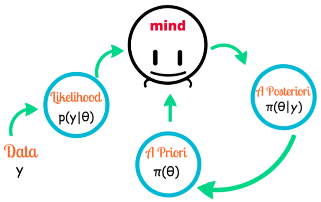 mind
Likelihood
p(y|θ)
A Posteriori
π(θ|y)
Data
y
A Priori
π(θ)